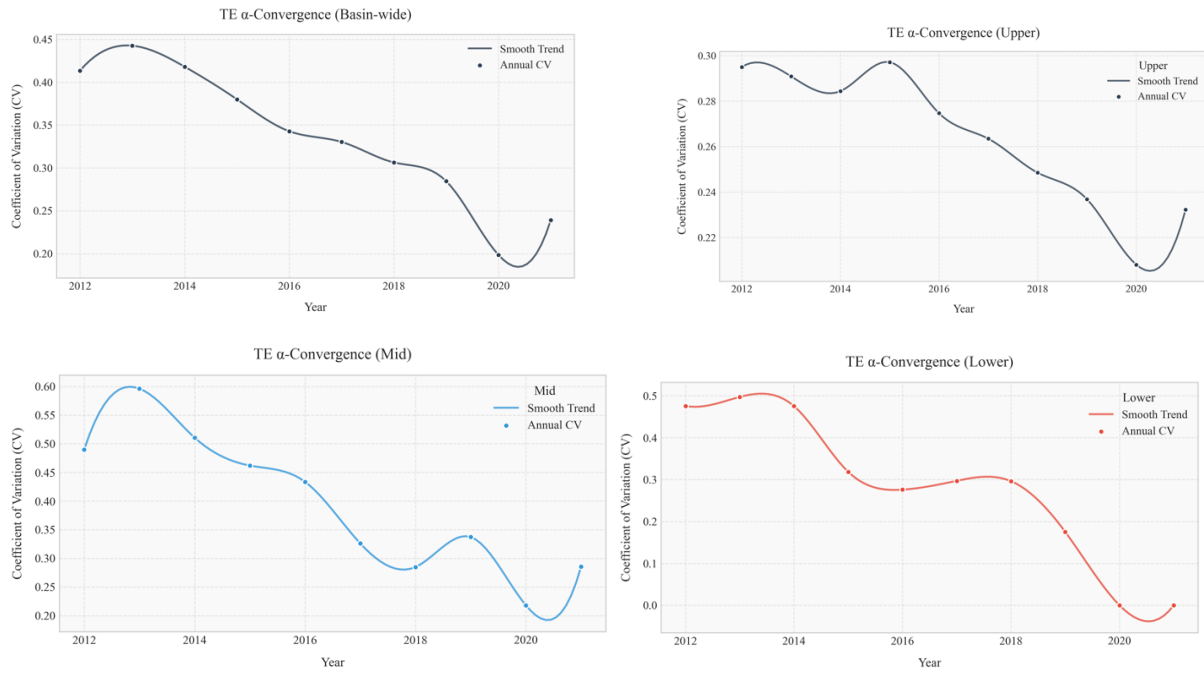 TE α-Convergence (Basin-wide)
Coefficient of Variation (CV)
0.45
0.40
0.35
0.30
0.25
0.20
Smooth Trend
Annual CV
2012 2014 2016 2018 2020
Year
TE α-Convergence (Upper)
Coefficient of Variation (CV)
0.30
0.28
0.26
0.24
0.22
Upper
Smooth Trend
Annual CV
2012 2014 2016 2018 2020
Year
TE α-Convergence (Mid)
Coefficient of Variation (CV)
0.60
0.55
0.50
0.45
0.40
0.35
0.30
0.25
0.20
Mid
Smooth Trend
Annual CV
2012 2014 2016 2018 2020
Year
TE α-Convergence (Lower)
Coefficient of Variation (CV)
0.5
0.4
0.3
0.2
0.1
0.0
Lower
Smooth Trend
Annual CV
2012 2014 2016 2018 2020
Year